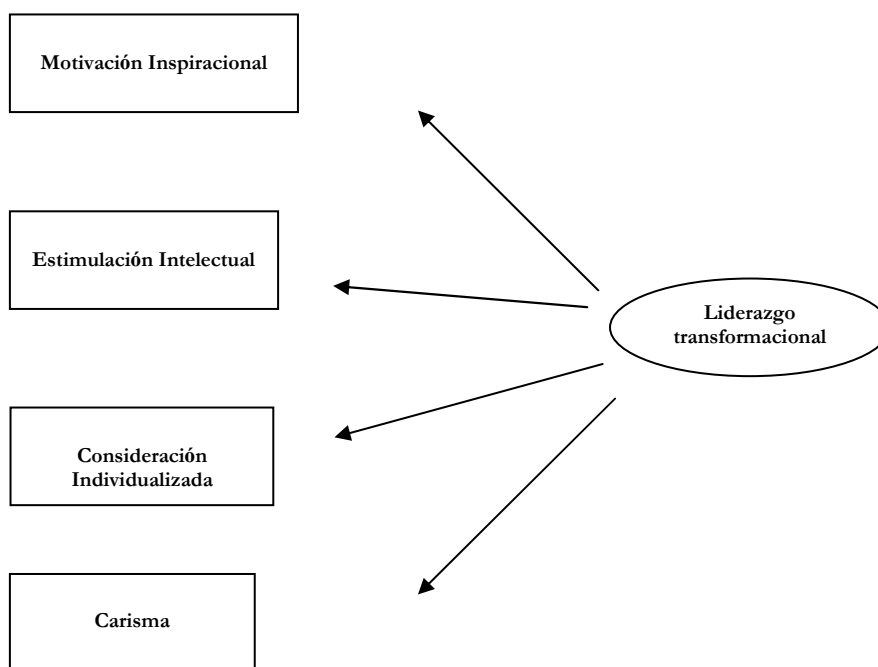 Motivación Inspiracional
Estimulación Intelectual
Liderazgo
transformacional
Consideración
Individualizada
Carisma